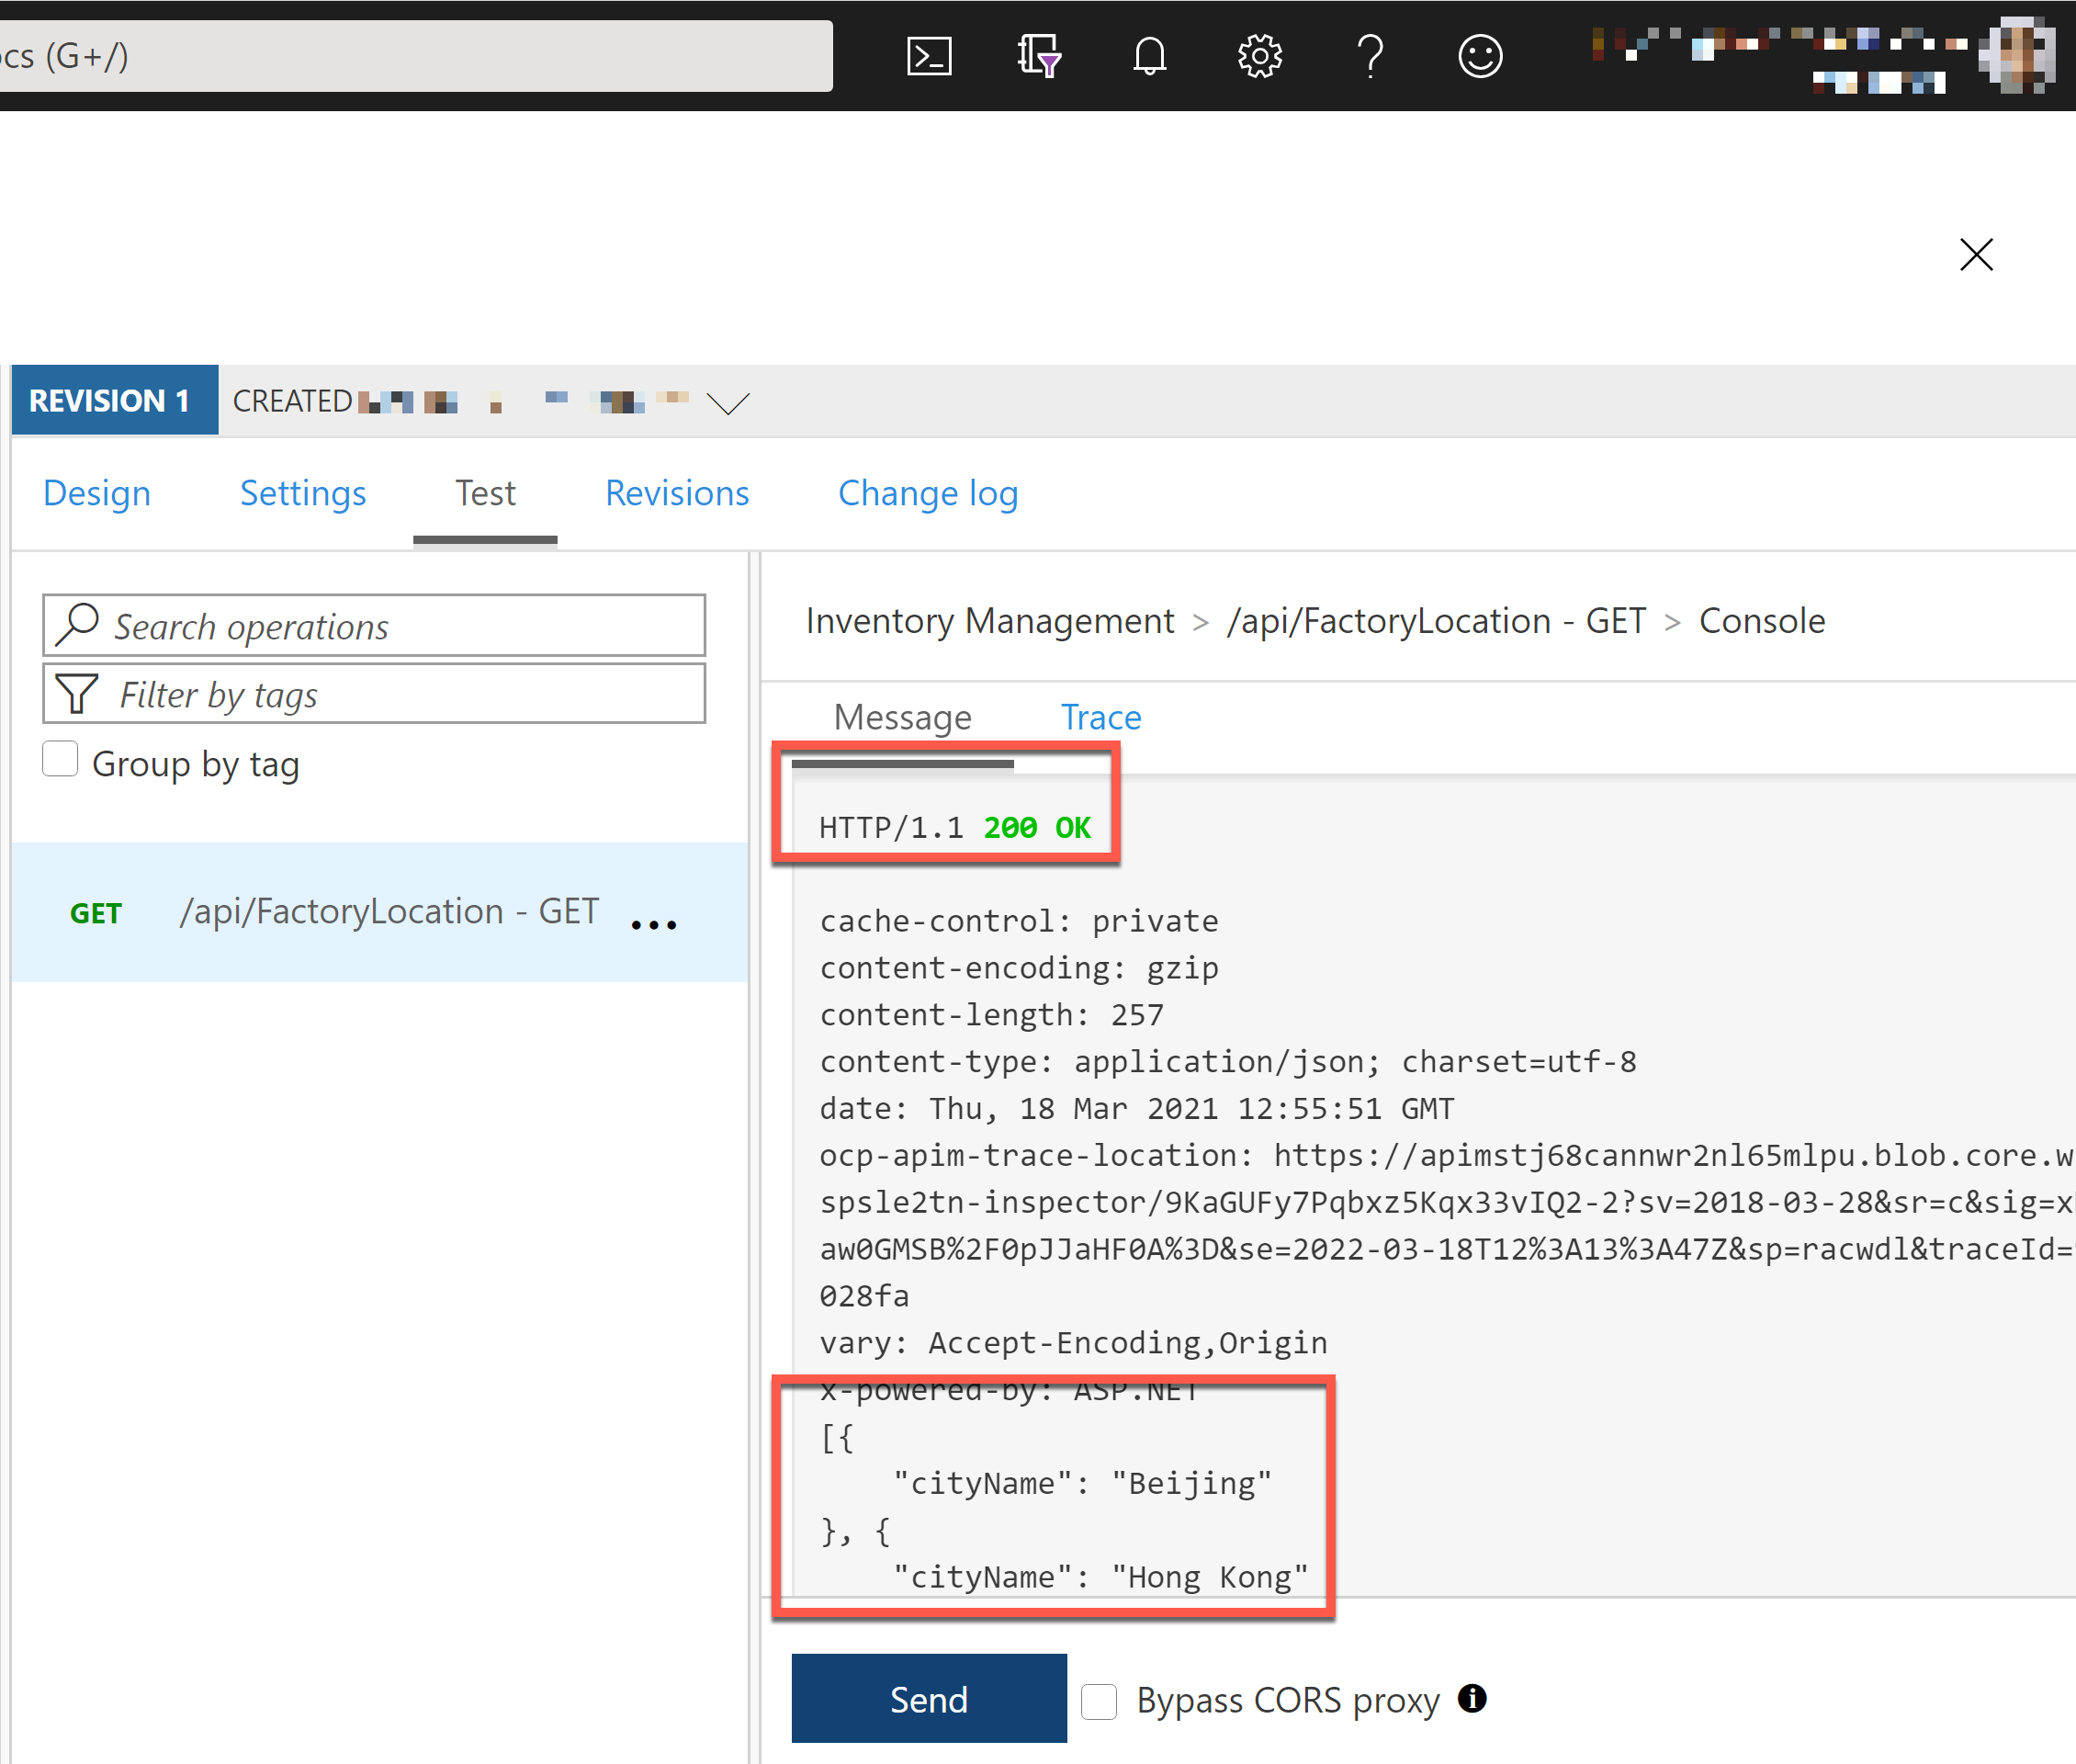 ocs (G+/)
REVISION 1 CREATED
Design Settings Test Revisions Change log
Search operations
Filter by tags
Group by tag
GET /api/FactoryLocation - GET ...
Inventory Management > /api/FactoryLocation - GET > Console
Message Trace
HTTP/1.1 200 OK
cache-control: private
content-encoding: gzip
content-length: 257
content-type: application/json; charset=utf-8
date: Thu, 18 Mar 2021 12:55:51 GMT
ocp-apim-trace-location: https://apimstj68cannwr2nl65mlpu.blob.core.w
spsle2tn-inspector/9KaGUFy7Pqbxz5Kqx33vIQ2-2?sv=2018-03-28&sr=c&sig=x
aw0GMSB%2F0pJJaHF0A%3D&se=2022-03-18T12%3A13%3A47Z&sp=racwdl&traceId=
028fa
vary: Accept-Encoding,Origin
x-powered-by: ASP.NET
[{
"cityName": "Beijing"
}, {
"cityName": "Hong Kong"
Send Bypass CORS proxy